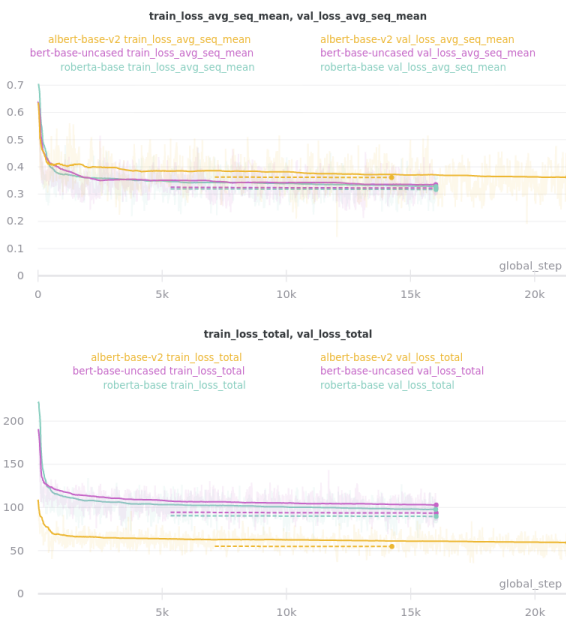 train_loss_avg_seq_mean, val_loss_avg_seq_mean
albert-base-v2 train_loss_avg_seq_mean albert-base-v2 val_loss_avg_seq_mean
bert-base-uncased train_loss_avg_seq_mean bert-base-uncased val_loss_avg_seq_mean
roberta-base train_loss_avg_seq_mean roberta-base val_loss_avg_seq_mean
0.7
0.6
0.5
0.4
0.3
0.2
0.1
global_step
0
0 5k 10k 15k 20k
train_loss_total, val_loss_total
albert-base-v2 train_loss_total albert-base-v2 val_loss_total
bert-base-uncased train_loss_total bert-base-uncased val_loss_total
roberta-base train_loss_total roberta-base val_loss_total
200
150
100
50
global_step
0
5k 10k 15k 20k